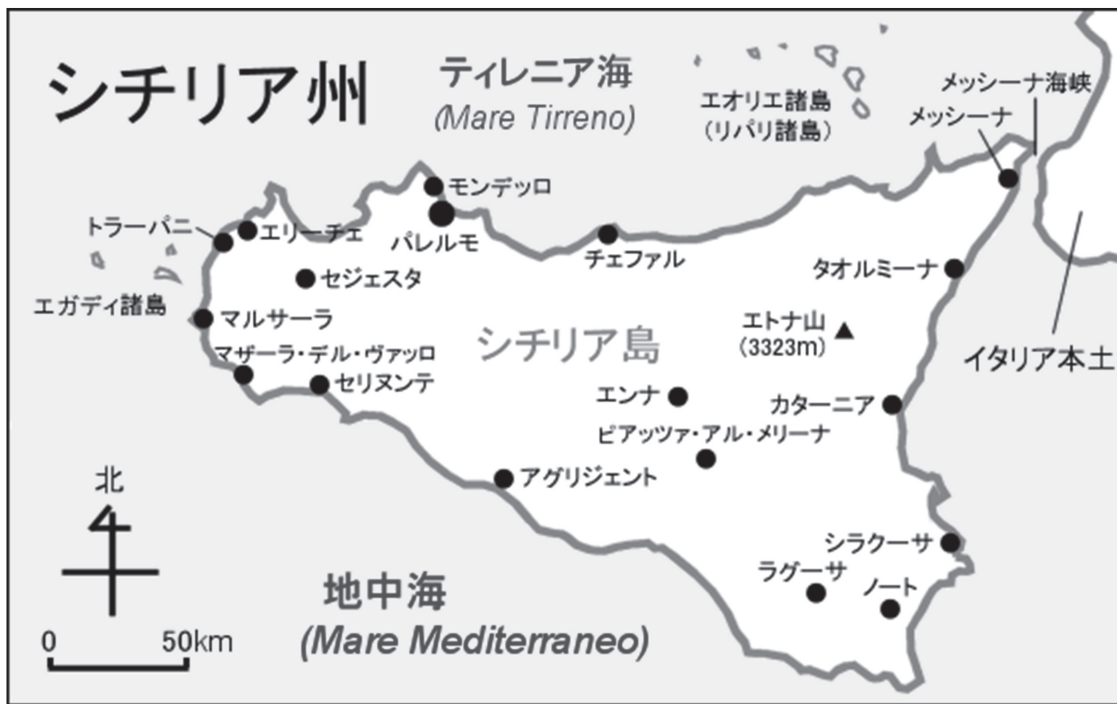 シチリア州
ティレニア海
(Mare Tirreno)
エオリエ諸島
(リパリ諸島)
メッシーナ海峡
メッシーナ
モンデッロ
トラーパニ
エリーチェ
パレルモ
チェファル
セジェスタ
タオルミーナ
エガディ諸島
マルサーラ
シチリア島
エトナ山
(3323m)
イタリア本土
マザーラ・デル・ヴァッロ
セリヌンテ
エンナ
カターニア
ピアッツァ・アル・メリーナ
アグリジェント
北
シラクーサ
ラグーサ
ノート
地中海
(Mare Mediterraneo)
0 50km